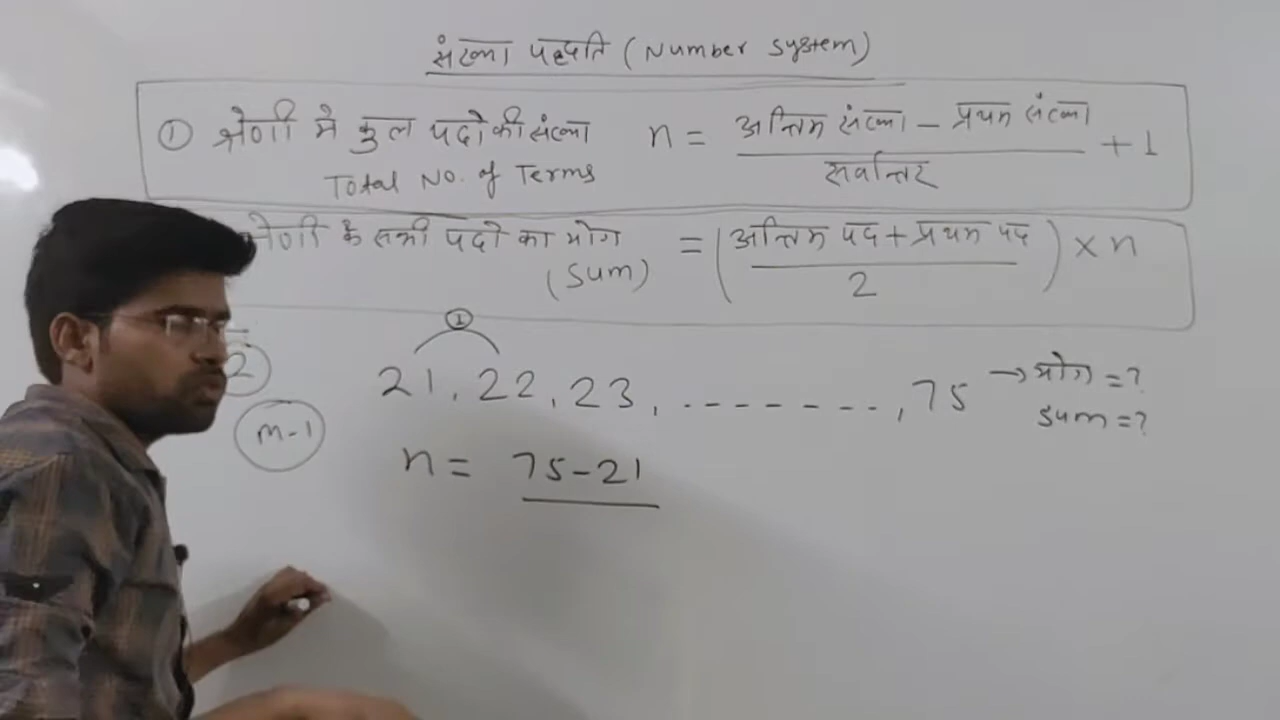 संख्या पद्धति (Number System)
① श्रेणी मे कुल पदो की संख्या n = अन्तिम संख्या - प्रथम संख्या / सर्वान्तर + 1
Total No. of Terms
श्रेणी के सभी पदो का योग = (अन्तिम पद + प्रथम पद / 2) × n
(Sum)
①
2
21, 22, 23, -------, 75 → योग = ?
Sum = ?
m-1
n = 75-21